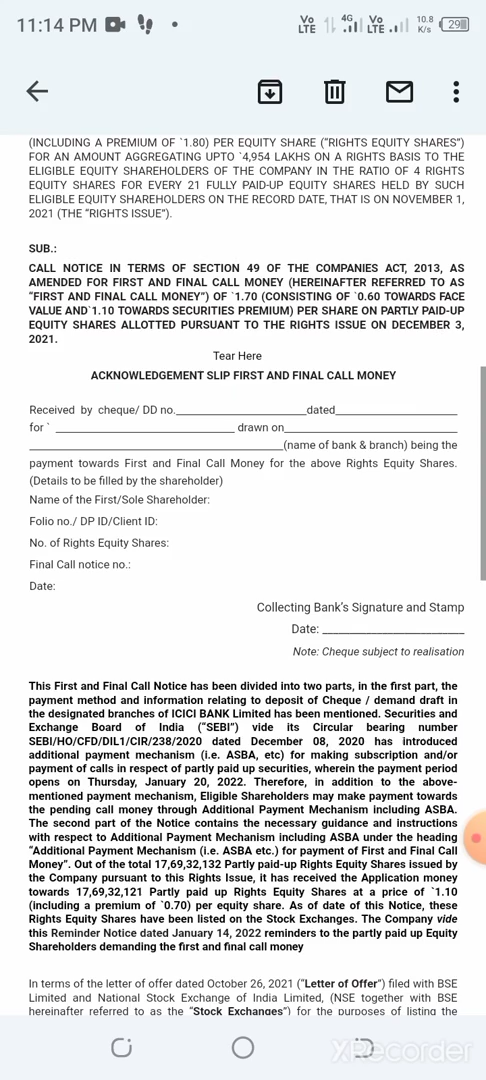 11:14 PM
Vo LTE 4G Vo LTE 10.8 K/s 29
(INCLUDING A PREMIUM OF `1.80) PER EQUITY SHARE (“RIGHTS EQUITY SHARES”)
FOR AN AMOUNT AGGREGATING UPTO `4,954 LAKHS ON A RIGHTS BASIS TO THE
ELIGIBLE EQUITY SHAREHOLDERS OF THE COMPANY IN THE RATIO OF 4 RIGHTS
EQUITY SHARES FOR EVERY 21 FULLY PAID-UP EQUITY SHARES HELD BY SUCH
ELIGIBLE EQUITY SHAREHOLDERS ON THE RECORD DATE, THAT IS ON NOVEMBER 1,
2021 (THE “RIGHTS ISSUE”).
SUB.:
CALL NOTICE IN TERMS OF SECTION 49 OF THE COMPANIES ACT, 2013, AS
AMENDED FOR FIRST AND FINAL CALL MONEY (HEREINAFTER REFERRED TO AS
“FIRST AND FINAL CALL MONEY”) OF `1.70 (CONSISTING OF `0.60 TOWARDS FACE
VALUE AND`1.10 TOWARDS SECURITIES PREMIUM) PER SHARE ON PARTLY PAID-UP
EQUITY SHARES ALLOTTED PURSUANT TO THE RIGHTS ISSUE ON DECEMBER 3,
2021.
Tear Here
ACKNOWLEDGEMENT SLIP FIRST AND FINAL CALL MONEY
Received by cheque/ DD no.____________________dated____________________
for ` ____________________________ drawn on____________________________
________________________________________(name of bank & branch) being the
payment towards First and Final Call Money for the above Rights Equity Shares.
(Details to be filled by the shareholder)
Name of the First/Sole Shareholder:
Folio no./ DP ID/Client ID:
No. of Rights Equity Shares:
Final Call notice no.:
Date:
Collecting Bank’s Signature and Stamp
Date: ______________________
Note: Cheque subject to realisation
This First and Final Call Notice has been divided into two parts, in the first part, the
payment method and information relating to deposit of Cheque / demand draft in
the designated branches of ICICI BANK Limited has been mentioned. Securities and
Exchange Board of India (“SEBI”) vide its Circular bearing number
SEBI/HO/CFD/DIL1/CIR/238/2020 dated December 08, 2020 has introduced
additional payment mechanism (i.e. ASBA, etc) for making subscription and/or
payment of calls in respect of partly paid up securities, wherein the payment period
opens on Thursday, January 20, 2022. Therefore, in addition to the above-
mentioned payment mechanism, Eligible Shareholders may make payment towards
the pending call money through Additional Payment Mechanism including ASBA.
The second part of the Notice contains the necessary guidance and instructions
with respect to Additional Payment Mechanism including ASBA under the heading
“Additional Payment Mechanism (i.e. ASBA etc.) for payment of First and Final Call
Money”. Out of the total 17,69,32,132 Partly paid-up Rights Equity Shares issued by
the Company pursuant to this Rights Issue, it has received the Application money
towards 17,69,32,121 Partly paid up Rights Equity Shares at a price of `1.10
(including a premium of `0.70) per equity share. As of date of this Notice, these
Rights Equity Shares have been listed on the Stock Exchanges. The Company vide
this Reminder Notice dated January 14, 2022 reminders to the partly paid up Equity
Shareholders demanding the first and final call money
In terms of the letter of offer dated October 26, 2021 (“Letter of Offer”) filed with BSE
Limited and National Stock Exchange of India Limited, (NSE together with BSE
hereinafter referred to as the “Stock Exchanges”) for the purposes of listing the
XRecorder